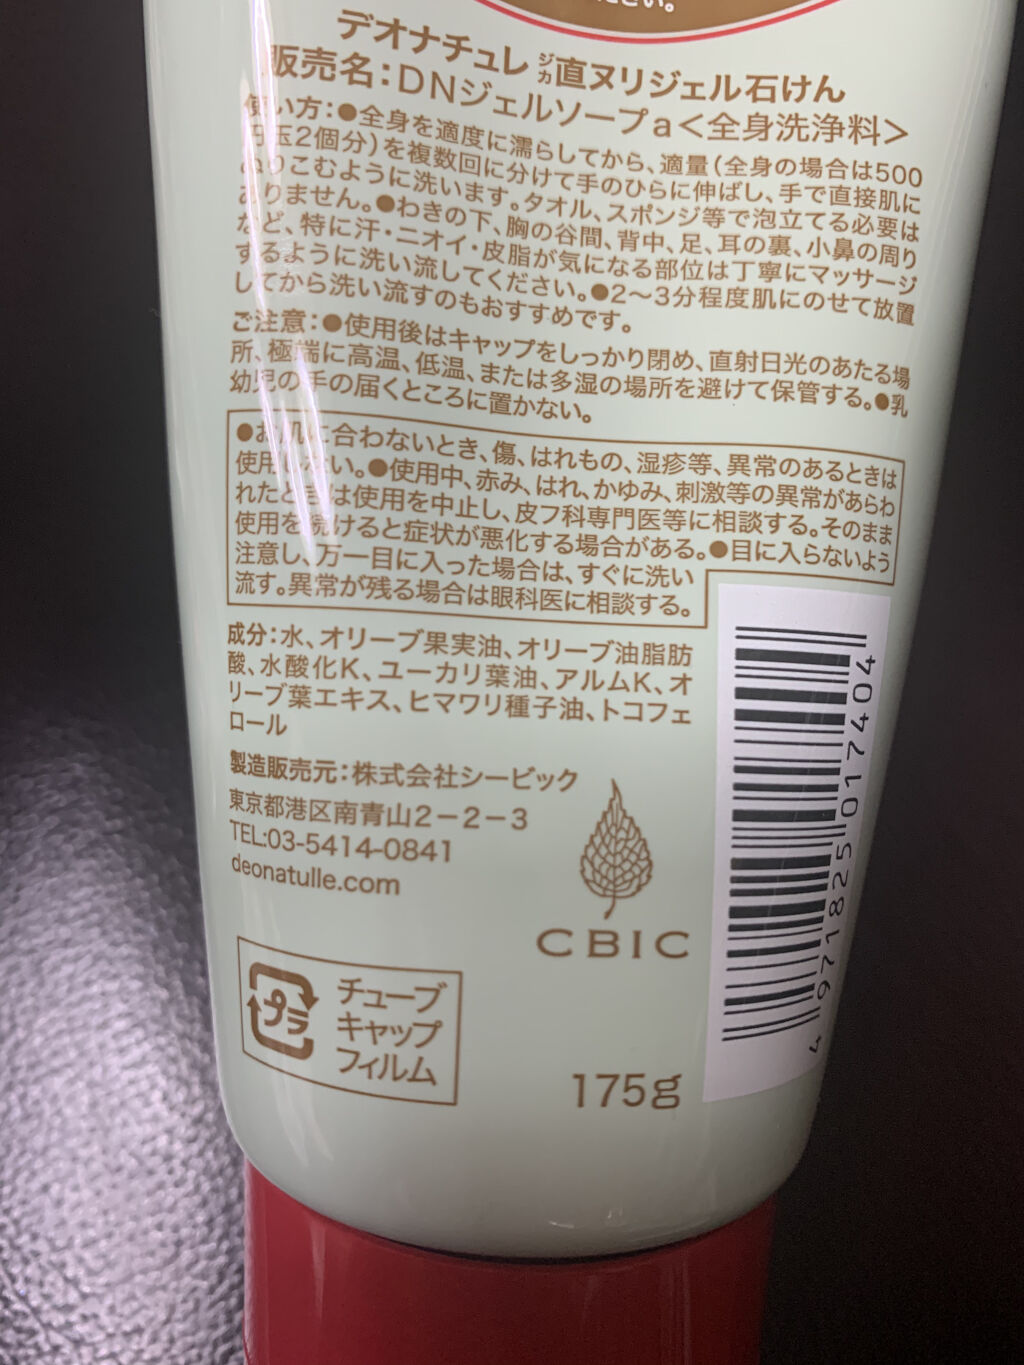 ださい。
デオナチュレ ジカ直ヌリジェル石けん
販売名：DNジェルソープa＜全身洗浄料＞
使い方：●全身を適度に濡らしてから、適量（全身の場合は500
円玉2個分）を複数回に分けて手のひらに伸ばし、手で直接肌に
ぬりこむように洗います。タオル、スポンジ等で泡立てる必要は
ありません。●わきの下、胸の谷間、背中、足、耳の裏、小鼻の周り
など、特に汗・ニオイ・皮脂が気になる部位は丁寧にマッサージ
するように洗い流してください。●2〜3分程度肌にのせて放置
してから洗い流すのもおすすめです。
ご注意：●使用後はキャップをしっかり閉め、直射日光のあたる場
所、極端に高温、低温、または多湿の場所を避けて保管する。●乳
幼児の手の届くところに置かない。
●お肌に合わないとき、傷、はれもの、湿疹等、異常のあるときは
使用しない。●使用中、赤み、はれ、かゆみ、刺激等の異常があらわ
れたときは使用を中止し、皮フ科専門医等に相談する。そのまま
使用を続けると症状が悪化する場合がある。●目に入らないよう
注意し、万一目に入った場合は、すぐに洗い
流す。異常が残る場合は眼科医に相談する。
成分：水、オリーブ果実油、オリーブ油脂肪
酸、水酸化K、ユーカリ葉油、アルムK、オ
リーブ葉エキス、ヒマワリ種子油、トコフェ
ロール
製造販売元：株式会社シービック
東京都港区南青山2－2－3
TEL:03-5414-0841
deonatulle.com
CBIC
プラ
チューブ
キャップ
フィルム
175g
4 971825 017404